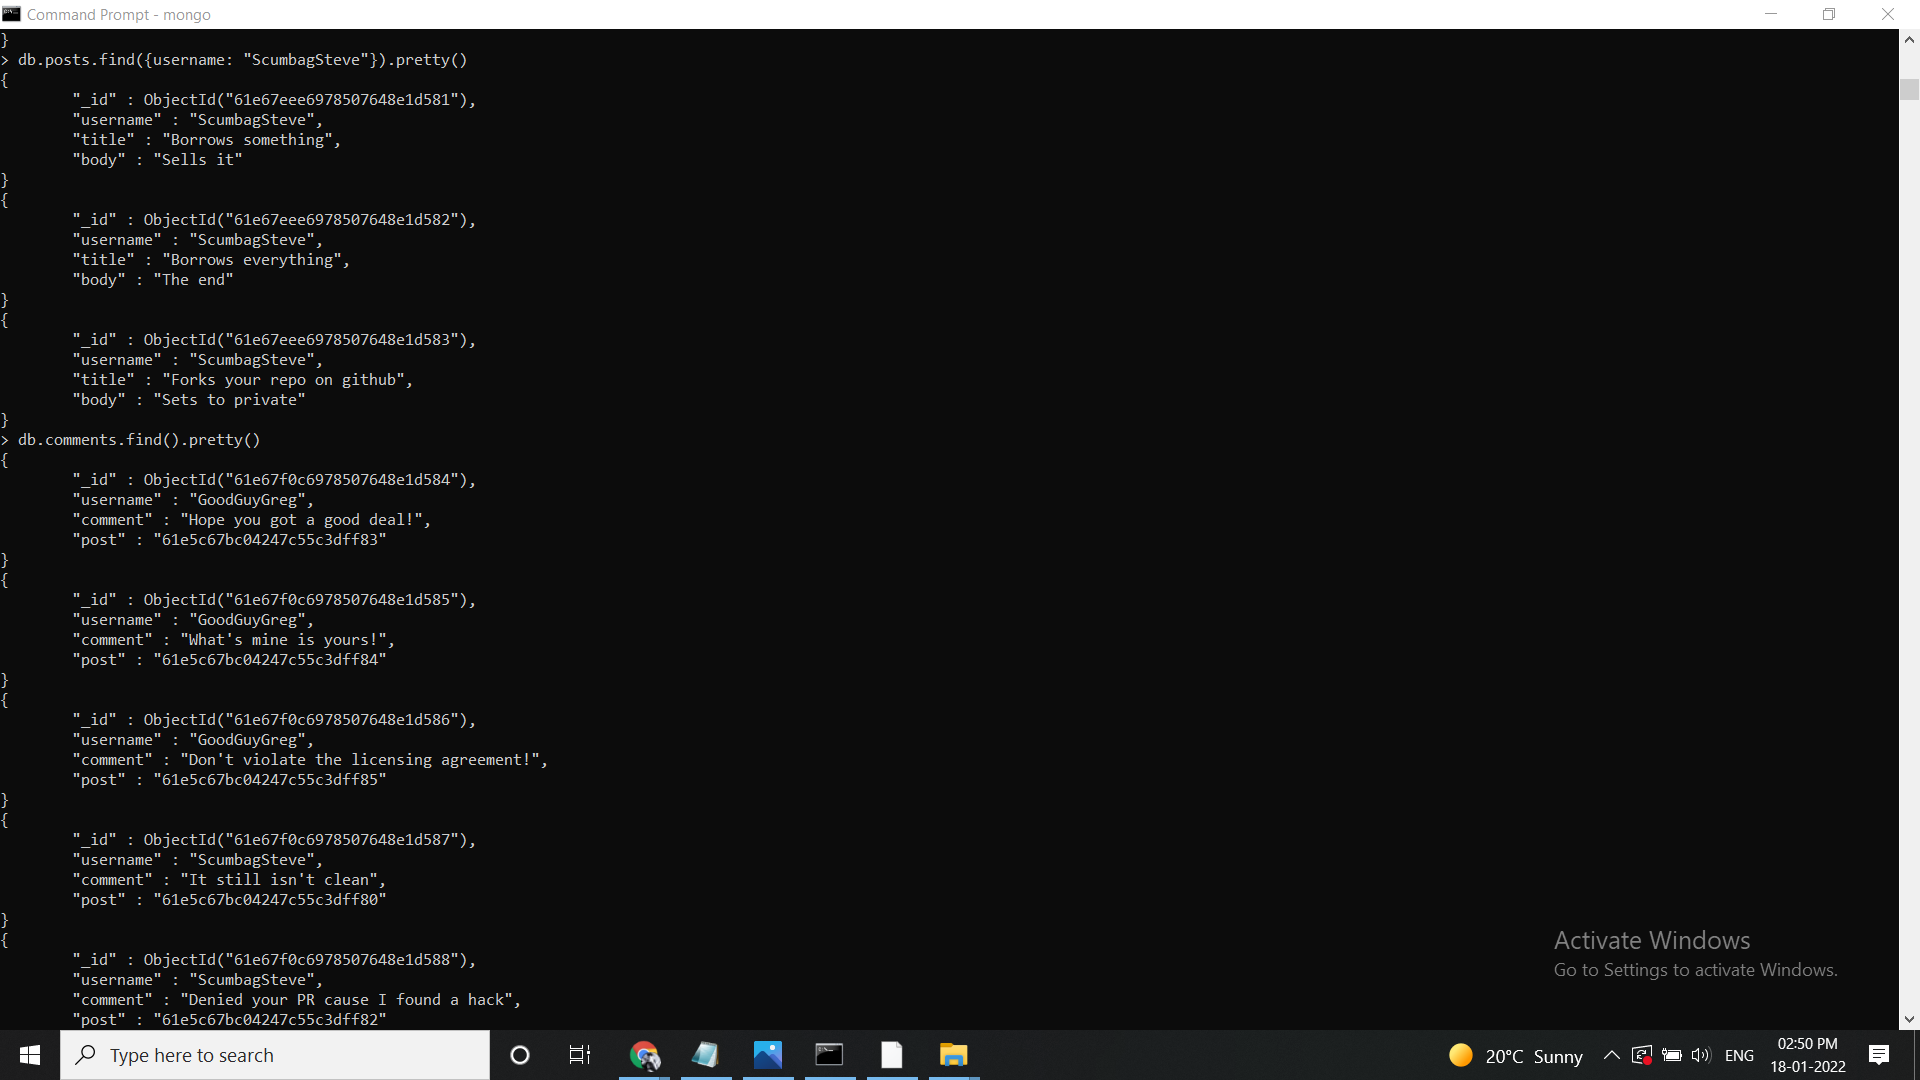 Command Prompt - mongo
}
> db.posts.find({username: "ScumbagSteve"}).pretty()
{
"_id" : ObjectId("61e67eee6978507648e1d581"),
"username" : "ScumbagSteve",
"title" : "Borrows something",
"body" : "Sells it"
}
{
"_id" : ObjectId("61e67eee6978507648e1d582"),
"username" : "ScumbagSteve",
"title" : "Borrows everything",
"body" : "The end"
}
{
"_id" : ObjectId("61e67eee6978507648e1d583"),
"username" : "ScumbagSteve",
"title" : "Forks your repo on github",
"body" : "Sets to private"
}
> db.comments.find().pretty()
{
"_id" : ObjectId("61e67f0c6978507648e1d584"),
"username" : "GoodGuyGreg",
"comment" : "Hope you got a good deal!",
"post" : "61e5c67bc04247c55c3dff83"
}
{
"_id" : ObjectId("61e67f0c6978507648e1d585"),
"username" : "GoodGuyGreg",
"comment" : "What's mine is yours!",
"post" : "61e5c67bc04247c55c3dff84"
}
{
"_id" : ObjectId("61e67f0c6978507648e1d586"),
"username" : "GoodGuyGreg",
"comment" : "Don't violate the licensing agreement!",
"post" : "61e5c67bc04247c55c3dff85"
}
{
"_id" : ObjectId("61e67f0c6978507648e1d587"),
"username" : "ScumbagSteve",
"comment" : "It still isn't clean",
"post" : "61e5c67bc04247c55c3dff80"
}
{
"_id" : ObjectId("61e67f0c6978507648e1d588"),
"username" : "ScumbagSteve",
"comment" : "Denied your PR cause I found a hack",
"post" : "61e5c67bc04247c55c3dff82"
Activate Windows
Go to Settings to activate Windows.
Type here to search
20°C Sunny
ENG
02:50 PM
18-01-2022